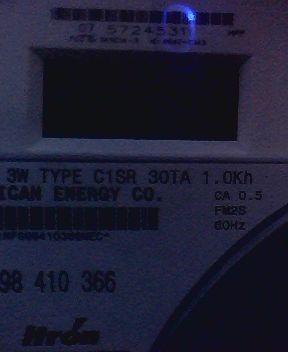 07 5724531
3W TYPE C1SR 30TA 1.0Kh
ICAN ENERGY CO.
CA 0.5
FM2S
60Hz
98 410 366
Itron